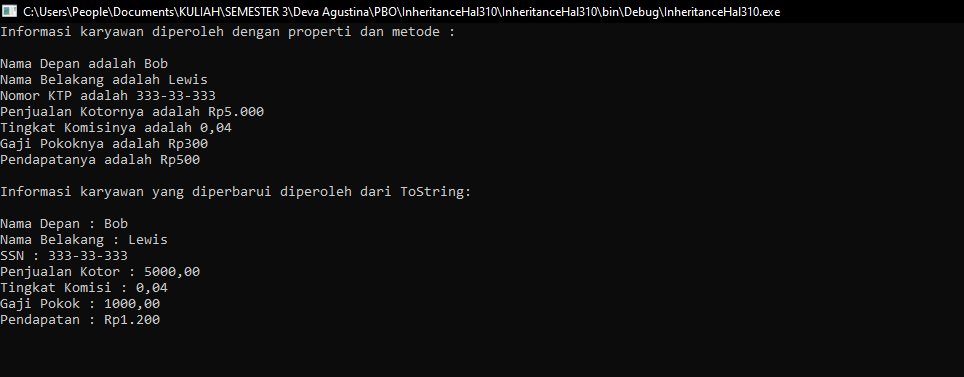 C:\Users\People\Documents\KULIAH\SEMESTER 3\Deva Agustina\PBO\InheritanceHal310\InheritanceHal310\bin\Debug\InheritanceHal310.exe
Informasi karyawan diperoleh dengan properti dan metode :
Nama Depan adalah Bob
Nama Belakang adalah Lewis
Nomor KTP adalah 333-33-333
Penjualan Kotornya adalah Rp5.000
Tingkat Komisinya adalah 0,04
Gaji Pokoknya adalah Rp300
Pendapatanya adalah Rp500
Informasi karyawan yang diperbarui diperoleh dari ToString:
Nama Depan : Bob
Nama Belakang : Lewis
SSN : 333-33-333
Penjualan Kotor : 5000,00
Tingkat Komisi : 0,04
Gaji Pokok : 1000,00
Pendapatan : Rp1.200